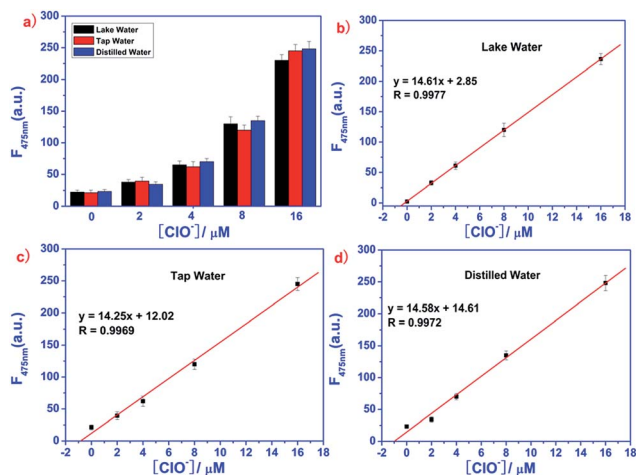 a)
Lake Water
Tap Water
Distilled Water
F475nm(a.u.)
300
250
200
150
100
50
0
0 2 4 8 16
[ClO⁻]/ μM
b)
Lake Water
y = 14.61x + 2.85
R = 0.9977
F475nm(a.u.)
300
250
200
150
100
50
0
-2 0 2 4 6 8 10 12 14 16 18
[ClO⁻]/ μM
c)
Tap Water
y = 14.25x + 12.02
R = 0.9969
F475nm(a.u.)
300
250
200
150
100
50
0
-2 0 2 4 6 8 10 12 14 16 18
[ClO⁻]/ μM
d)
Distilled Water
y = 14.58x + 14.61
R = 0.9972
F475nm(a.u.)
300
250
200
150
100
50
0
-2 0 2 4 6 8 10 12 14 16 18
[ClO⁻]/ μM